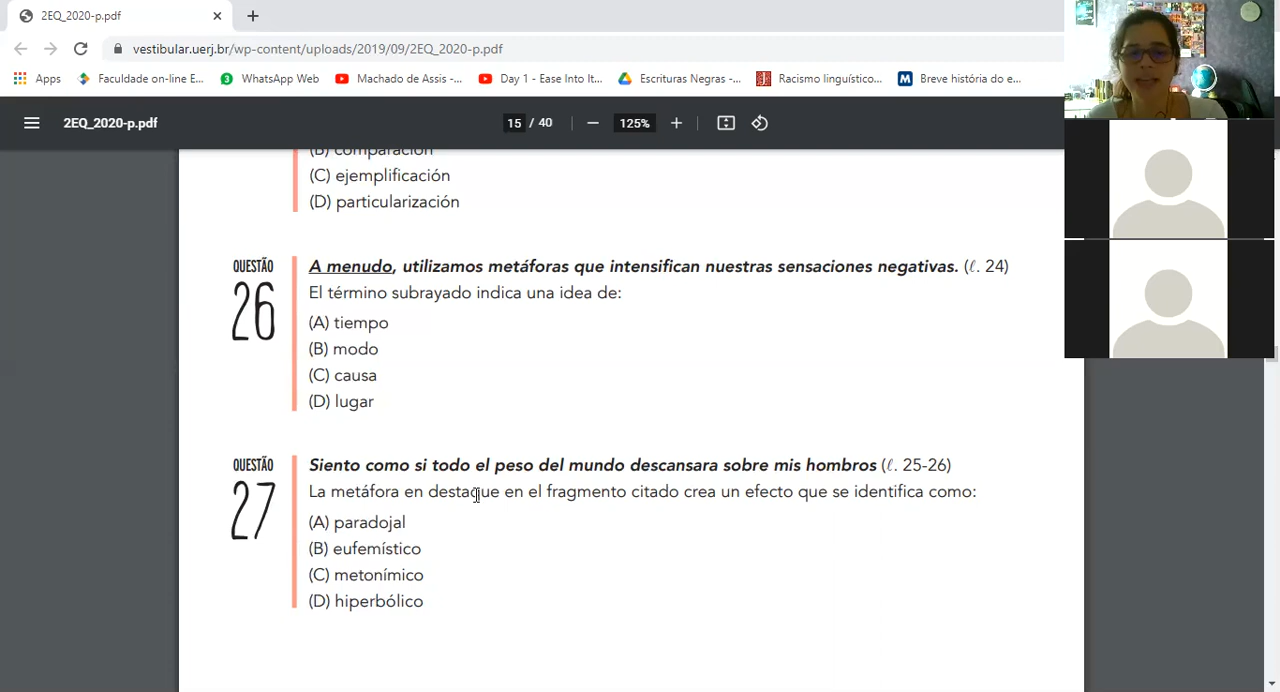 2EQ_2020-p.pdf
vestibular.uerj.br/wp-content/uploads/2019/09/2EQ_2020-p.pdf
Apps Faculdade on-line E... WhatsApp Web Machado de Assis -... Day 1 - Ease Into It... Escrituras Negras -... Racismo linguístico... Breve história do e...
2EQ_2020-p.pdf 15 / 40 125%
(B) comparación
(C) ejemplificación
(D) particularización
QUESTÃO
26
A menudo, utilizamos metáforas que intensifican nuestras sensaciones negativas. (ℓ. 24)
El término subrayado indica una idea de:
(A) tiempo
(B) modo
(C) causa
(D) lugar
QUESTÃO
27
Siento como si todo el peso del mundo descansara sobre mis hombros (ℓ. 25-26)
La metáfora en destaque en el fragmento citado crea un efecto que se identifica como:
(A) paradojal
(B) eufemístico
(C) metonímico
(D) hiperbólico